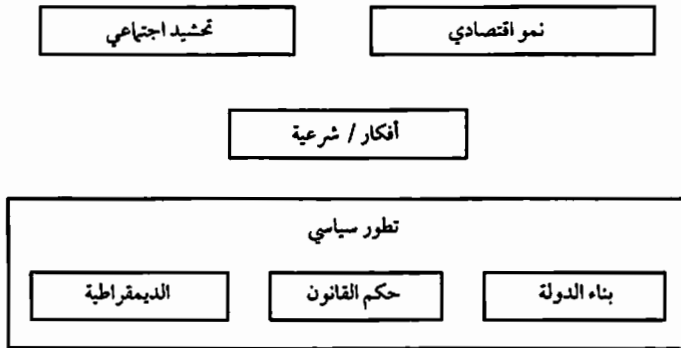 نمو اقتصادي
تحشيد اجتماعي
أفكار / شرعية
تطور سياسي
بناء الدولة
حكم القانون
الديمقراطية